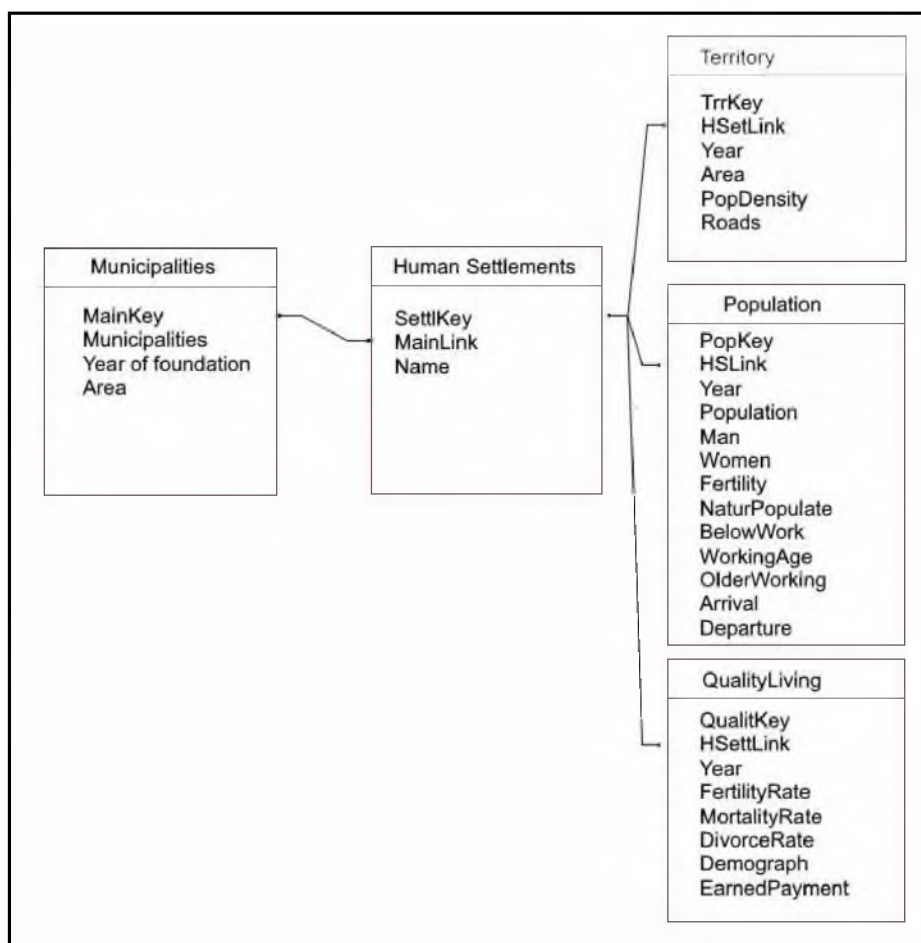 Municipalities
MainKey
Municipalities
Year of foundation
Area
Human Settlements
SettlKey
MainLink
Name
Territory
TrrKey
HSetLink
Year
Area
PopDensity
Roads
Population
PopKey
HSLink
Year
Population
Man
Women
Fertility
NaturPopulate
BelowWork
WorkingAge
OlderWorking
Arrival
Departure
QualityLiving
QualitKey
HSettLink
Year
FertilityRate
MortalityRate
DivorceRate
Demograph
EarnedPayment